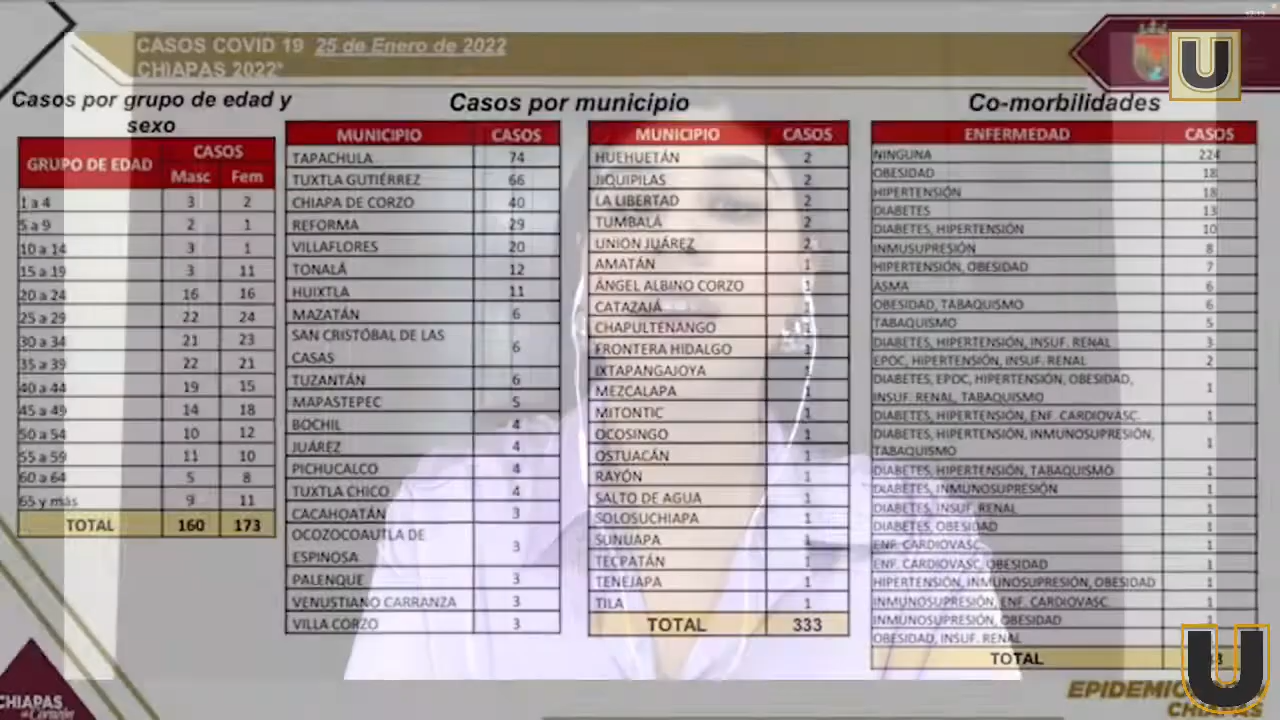 17:13
CASOS COVID 19 25 de Enero de 2022
CHIAPAS 2022*
U
Casos por grupo de edad y
sexo
GRUPO DE EDAD CASOS
Masc Fem
1 a 4 3 2
5 a 9 2 1
10 a 14 3 1
15 a 19 3 11
20 a 24 16 16
25 a 29 22 24
30 a 34 21 23
35 a 39 22 21
40 a 44 19 15
45 a 49 14 18
50 a 54 10 12
55 a 59 11 10
60 a 64 5 8
65 y más 9 11
TOTAL 160 173
Casos por municipio
MUNICIPIO CASOS
TAPACHULA 74
TUXTLA GUTIÉRREZ 66
CHIAPA DE CORZO 40
REFORMA 29
VILLAFLORES 20
TONALÁ 12
HUIXTLA 11
MAZATÁN 6
SAN CRISTÓBAL DE LAS
CASAS 6
TUZANTÁN 6
MAPASTEPEC 5
BOCHIL 4
JUÁREZ 4
PICHUCALCO 4
TUXTLA CHICO 4
CACAHOATÁN 3
OCOZOCOAUTLA DE
ESPINOSA 3
PALENQUE 3
VENUSTIANO CARRANZA 3
VILLA CORZO 3
MUNICIPIO CASOS
HUEHUETÁN 2
JIQUIPILAS 2
LA LIBERTAD 2
TUMBALÁ 2
UNION JUÁREZ 2
AMATÁN 1
ÁNGEL ALBINO CORZO 1
CATAZAJÁ 1
CHAPULTENANGO 1
FRONTERA HIDALGO 1
IXTAPANGAJOYA 1
MEZCALAPA 1
MITONTIC 1
OCOSINGO 1
OSTUACÁN 1
RAYÓN 1
SALTO DE AGUA 1
SOLOSUCHIAPA 1
SUNUAPA 1
TECPATÁN 1
TENEJAPA 1
TILA 1
TOTAL 333
Co-morbilidades
ENFERMEDAD CASOS
NINGUNA 224
OBESIDAD 18
HIPERTENSIÓN 18
DIABETES 13
DIABETES, HIPERTENSIÓN 10
INMUSUPRESIÓN 8
HIPERTENSIÓN, OBESIDAD 7
ASMA 6
OBESIDAD, TABAQUISMO 6
TABAQUISMO 5
DIABETES, HIPERTENSIÓN, INSUF. RENAL 3
EPOC, HIPERTENSIÓN, INSUF. RENAL 2
DIABETES, EPOC, HIPERTENSIÓN, OBESIDAD,
INSUF. RENAL, TABAQUISMO 1
DIABETES, HIPERTENSIÓN, ENF. CARDIOVASC. 1
DIABETES, HIPERTENSIÓN, INMUNOSUPRESIÓN,
TABAQUISMO 1
DIABETES, HIPERTENSIÓN, TABAQUISMO 1
DIABETES, INMUNOSUPRESIÓN 1
DIABETES, INSUF. RENAL 1
DIABETES, OBESIDAD 1
ENF. CARDIOVASC. 1
ENF. CARDIOVASC, OBESIDAD 1
HIPERTENSIÓN, INMUNOSUPRESIÓN, OBESIDAD 1
INMUNOSUPRESIÓN, ENF. CARDIOVASC. 1
INMUNOSUPRESIÓN, OBESIDAD 1
OBESIDAD, INSUF. RENAL
TOTAL
U
CHIAPAS
CHIAPAS